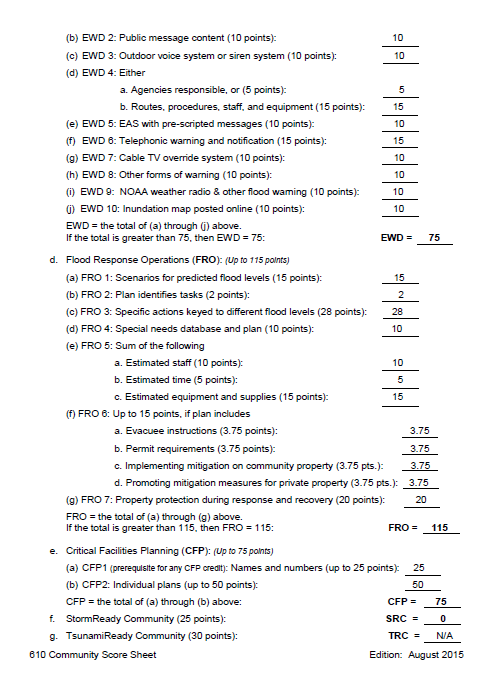 (b) EWD 2: Public message content (10 points): 10
(c) EWD 3: Outdoor voice system or siren system (10 points): 10
(d) EWD 4: Either
a. Agencies responsible, or (5 points): 5
b. Routes, procedures, staff, and equipment (15 points): 15
(e) EWD 5: EAS with pre-scripted messages (10 points): 10
(f) EWD 6: Telephonic warning and notification (15 points): 15
(g) EWD 7: Cable TV override system (10 points): 10
(h) EWD 8: Other forms of warning (10 points): 10
(i) EWD 9: NOAA weather radio & other flood warning (10 points): 10
(j) EWD 10: Inundation map posted online (10 points): 10
EWD = the total of (a) through (j) above.
If the total is greater than 75, then EWD = 75: EWD = 75
d. Flood Response Operations (FRO): (Up to 115 points)
(a) FRO 1: Scenarios for predicted flood levels (15 points): 15
(b) FRO 2: Plan identifies tasks (2 points): 2
(c) FRO 3: Specific actions keyed to different flood levels (28 points): 28
(d) FRO 4: Special needs database and plan (10 points): 10
(e) FRO 5: Sum of the following
a. Estimated staff (10 points): 10
b. Estimated time (5 points): 5
c. Estimated equipment and supplies (15 points): 15
(f) FRO 6: Up to 15 points, if plan includes
a. Evacuee instructions (3.75 points): 3.75
b. Permit requirements (3.75 points): 3.75
c. Implementing mitigation on community property (3.75 pts.): 3.75
d. Promoting mitigation measures for private property (3.75 pts.): 3.75
(g) FRO 7: Property protection during response and recovery (20 points): 20
FRO = the total of (a) through (g) above.
If the total is greater than 115, then FRO = 115: FRO = 115
e. Critical Facilities Planning (CFP): (Up to 75 points)
(a) CFP1 (prerequisite for any CFP credit): Names and numbers (up to 25 points): 25
(b) CFP2: Individual plans (up to 50 points): 50
CFP = the total of (a) through (b) above: CFP = 75
f. StormReady Community (25 points): SRC = 0
g. TsunamiReady Community (30 points): TRC = N/A
610 Community Score Sheet Edition: August 2015